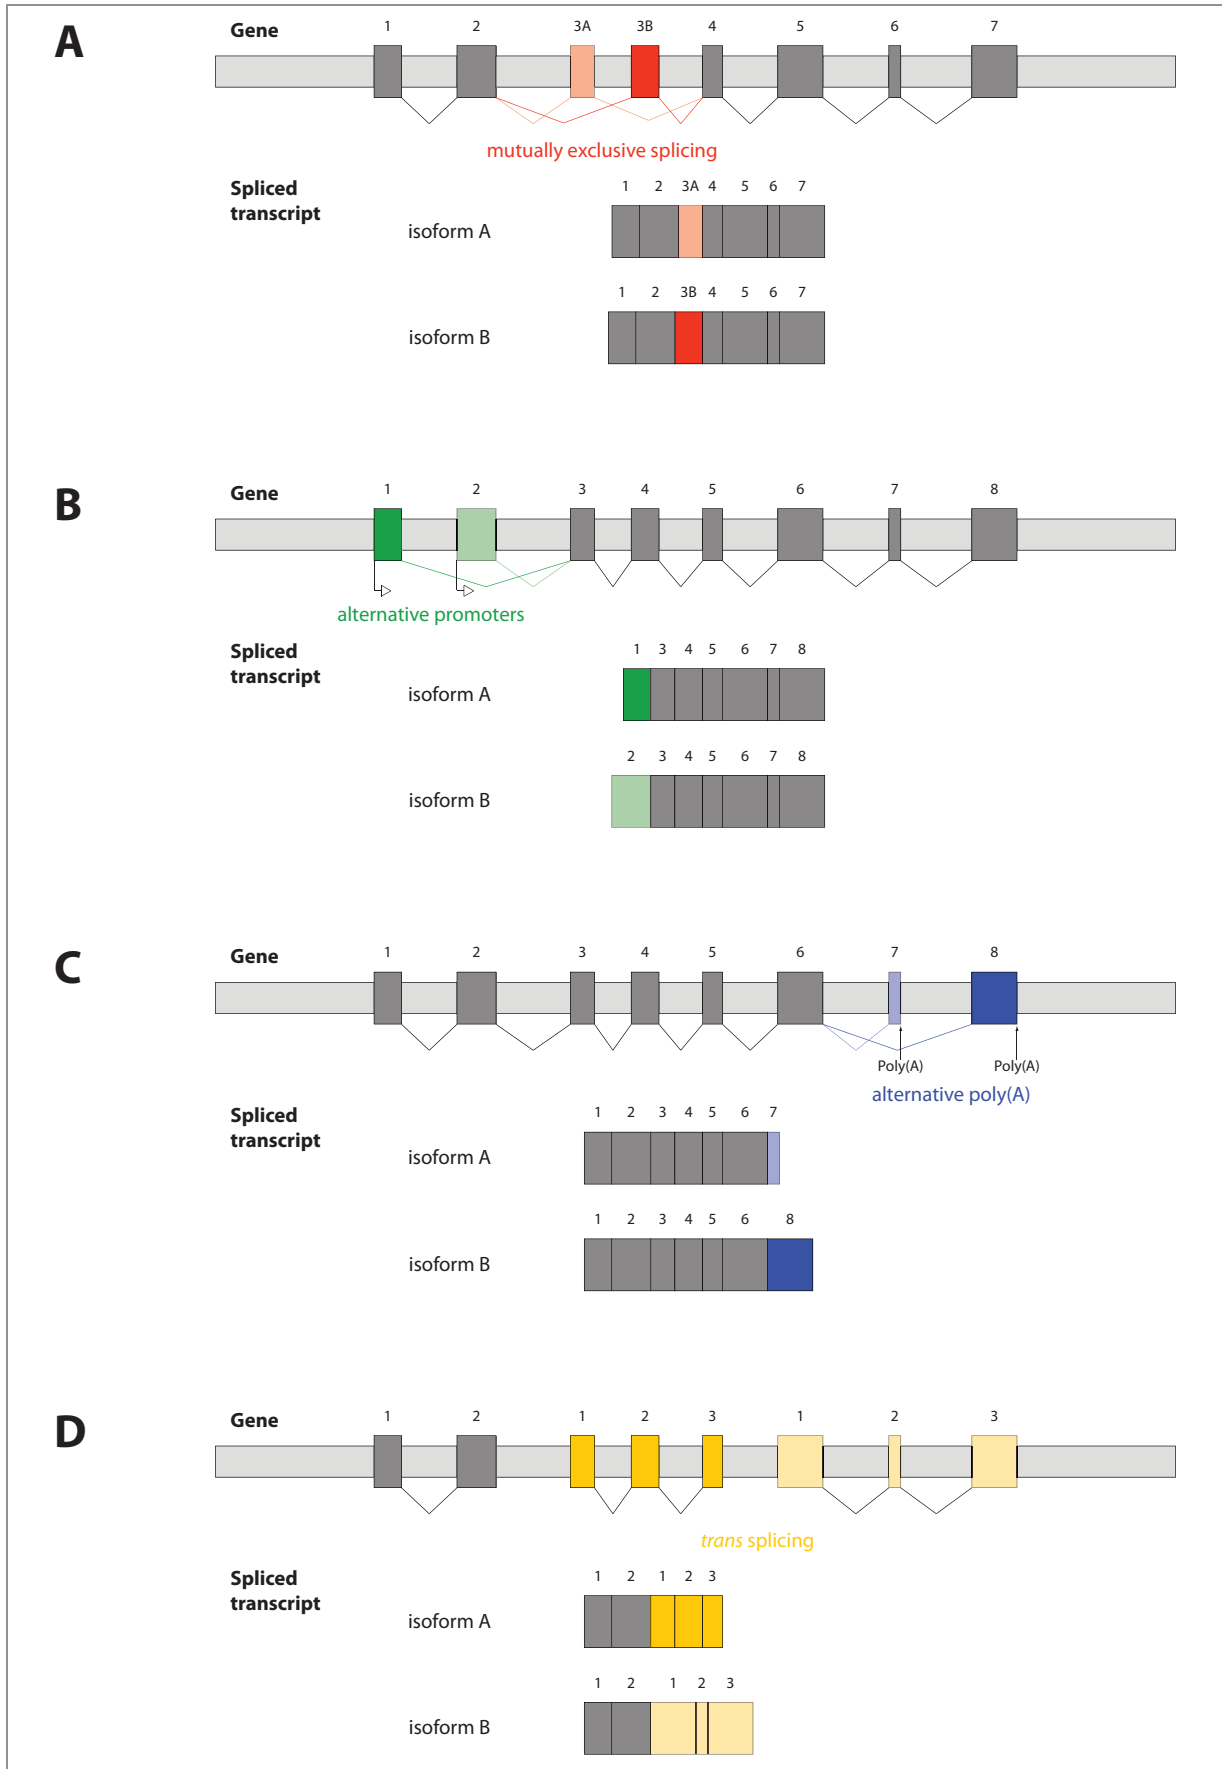 A
Gene
1 2 3A 3B 4 5 6 7
mutually exclusive splicing
Spliced
transcript
1 2 3A 4 5 6 7
isoform A
1 2 3B 4 5 6 7
isoform B
B
Gene
1 2 3 4 5 6 7 8
alternative promoters
Spliced
transcript
1 3 4 5 6 7 8
isoform A
2 3 4 5 6 7 8
isoform B
C
Gene
1 2 3 4 5 6 7 8
Poly(A) Poly(A)
alternative poly(A)
Spliced
transcript
1 2 3 4 5 6 7
isoform A
1 2 3 4 5 6 8
isoform B
D
Gene
1 2 1 2 3 1 2 3
trans splicing
Spliced
transcript
1 2 1 2 3
isoform A
1 2 1 2 3
isoform B